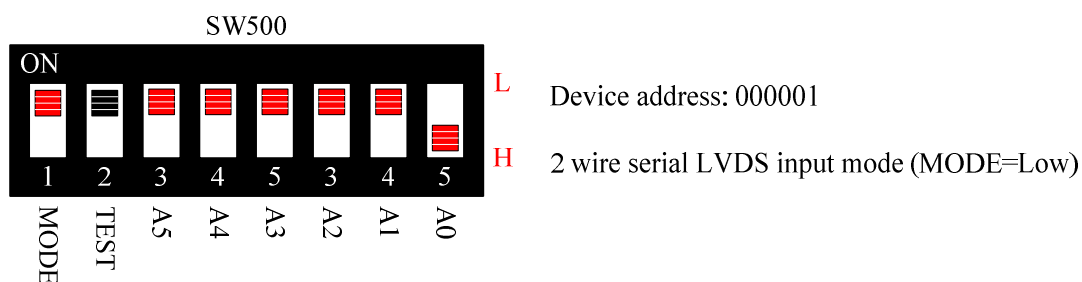 SW500
ON
L
Device address: 000001
H
2 wire serial LVDS input mode (MODE=Low)
1 2 3 4 5 3 4 5
MODE TEST A5 A4 A3 A2 A1 A0